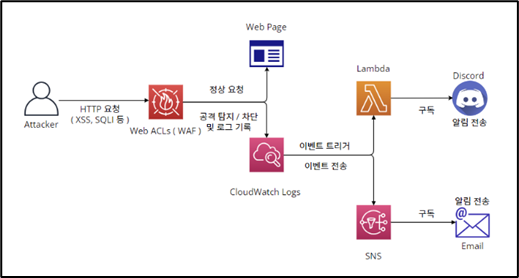 Web Page
Lambda
Discord
정상 요청
HTTP 요청
( XSS, SQLI 등 )
구독
Attacker
Web ACLs ( WAF )
공격 탐지 / 차단
및 로그 기록
알림 전송
이벤트 트리거
이벤트 전송
CloudWatch Logs
알림 전송
구독
SNS
Email